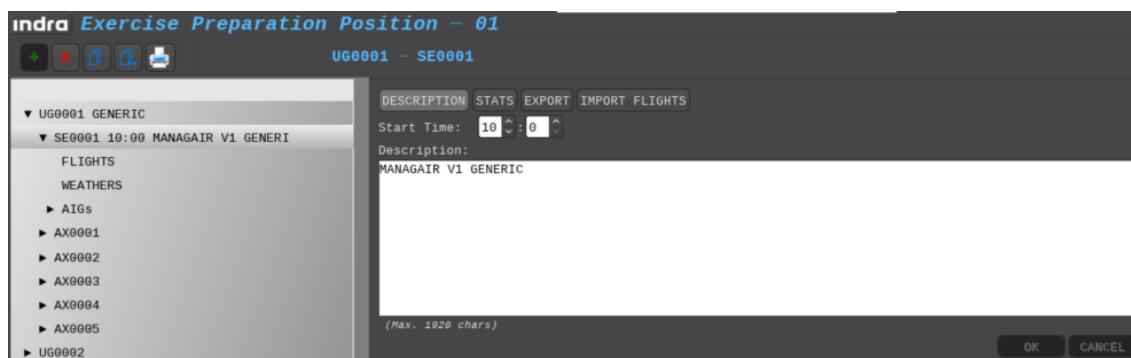 indra Exercise Preparation Position — 01
UG0001 — SE0001
DESCRIPTION STATS EXPORT IMPORT FLIGHTS
▼ UG0001 GENERIC
Start Time: 10 : 0
▼ SE0001 10:00 MANAGAIR V1 GENERI
Description:
FLIGHTS
MANAGAIR V1 GENERIC
WEATHERS
► AIGs
► AX0001
► AX0002
► AX0003
► AX0004
► AX0005
(Max. 1920 chars)
► UG0002
OK CANCEL